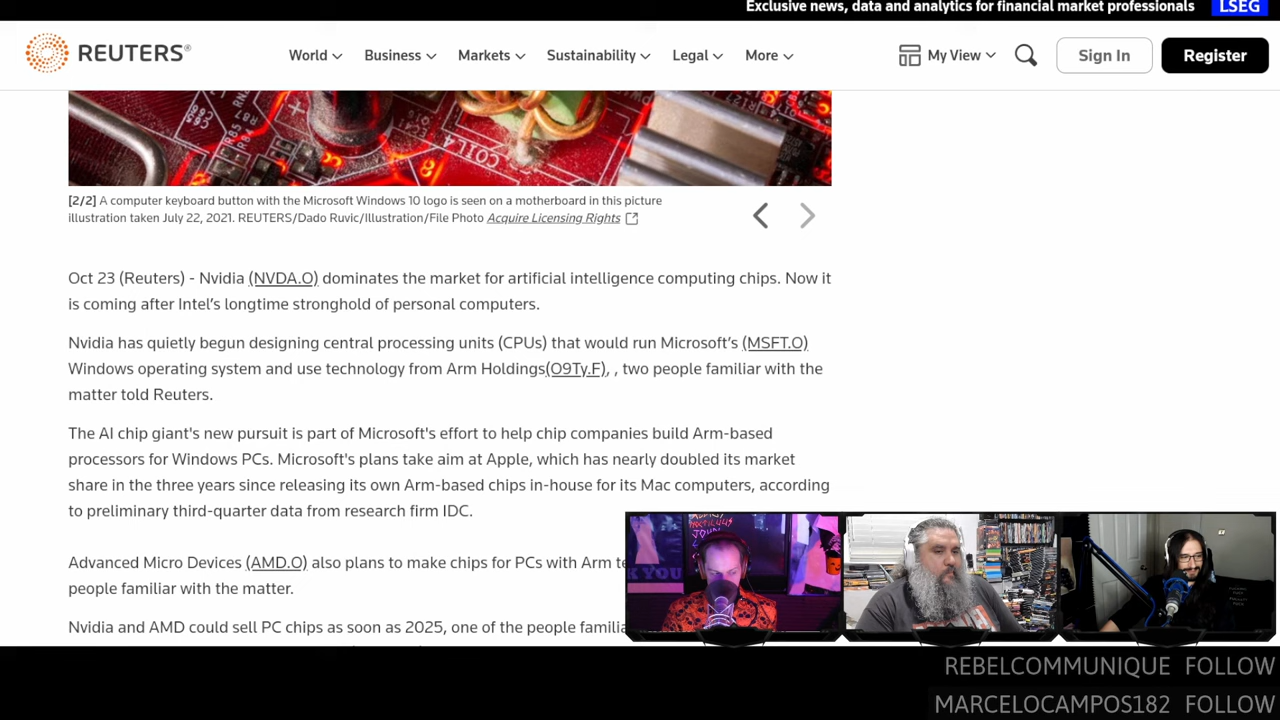 Exclusive news, data and analytics for financial market professionals LSEG
REUTERS® World Business Markets Sustainability Legal More My View Sign In Register
COIL4
[2/2] A computer keyboard button with the Microsoft Windows 10 logo is seen on a motherboard in this picture
illustration taken July 22, 2021. REUTERS/Dado Ruvic/Illustration/File Photo Acquire Licensing Rights
Oct 23 (Reuters) - Nvidia (NVDA.O) dominates the market for artificial intelligence computing chips. Now it
is coming after Intel’s longtime stronghold of personal computers.
Nvidia has quietly begun designing central processing units (CPUs) that would run Microsoft’s (MSFT.O)
Windows operating system and use technology from Arm Holdings(O9Ty.F), , two people familiar with the
matter told Reuters.
The AI chip giant's new pursuit is part of Microsoft's effort to help chip companies build Arm-based
processors for Windows PCs. Microsoft's plans take aim at Apple, which has nearly doubled its market
share in the three years since releasing its own Arm-based chips in-house for its Mac computers, according
to preliminary third-quarter data from research firm IDC.
Advanced Micro Devices (AMD.O) also plans to make chips for PCs with Arm te
people familiar with the matter.
Nvidia and AMD could sell PC chips as soon as 2025, one of the people familia
REBELCOMMUNIQUE FOLLOW
MARCELOCAMPOS182 FOLLOW